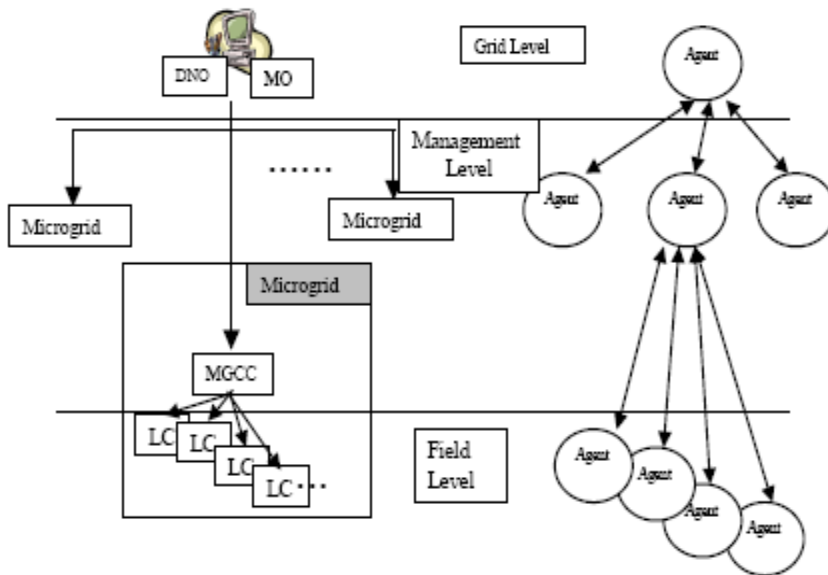 DNO
MO
Grid Level
Agent
Management
Level
Microgrid
......
Microgrid
Agent
Agent
Agent
Microgrid
MGCC
LC
LC
LC
LC
...
Field
Level
Agent
Agent
Agent
Agent